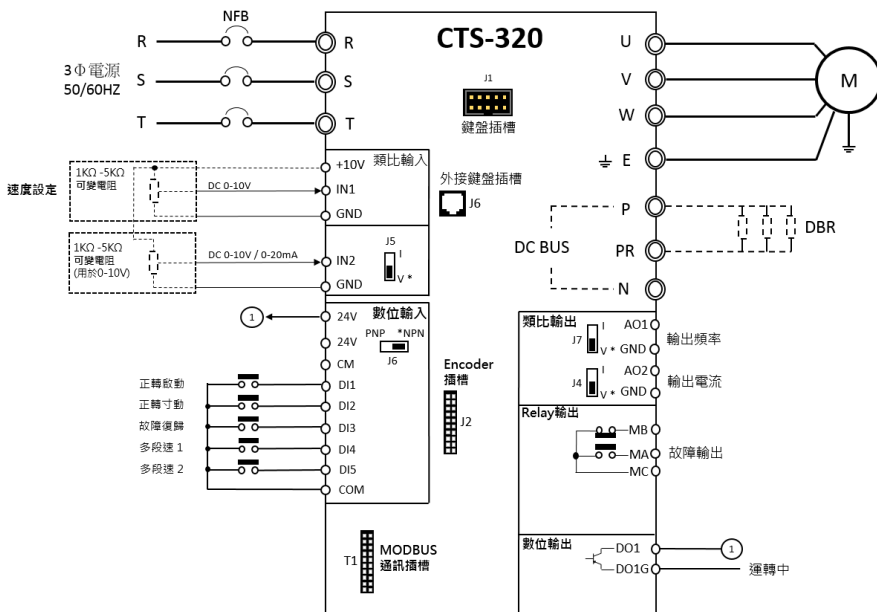 CTS-320
NFB
R
R
S
S
T
T
3Φ電源
50/60HZ
J1
鍵盤插槽
U
V
W
E
M
速度設定
1KΩ -5KΩ
可變電阻
DC 0-10V
+10V
類比輸入
IN1
GND
外接鍵盤插槽
J6
1KΩ -5KΩ
可變電阻
(用於0-10V)
DC 0-10V / 0-20mA
IN2
GND
J5
I
V *
P
PR
N
DC BUS
DBR
1
24V
數位輸入
24V
PNP *NPN
J6
CM
正轉啟動
DI1
正轉寸動
DI2
故障復歸
DI3
多段速 1
DI4
多段速 2
DI5
COM
Encoder
插槽
J2
T1
MODBUS
通訊插槽
類比輸出
J7
I
V *
AO1
GND
輸出頻率
J4
I
V *
AO2
GND
輸出電流
Relay輸出
MB
MA
MC
故障輸出
數位輸出
DO1
1
DO1G
運轉中